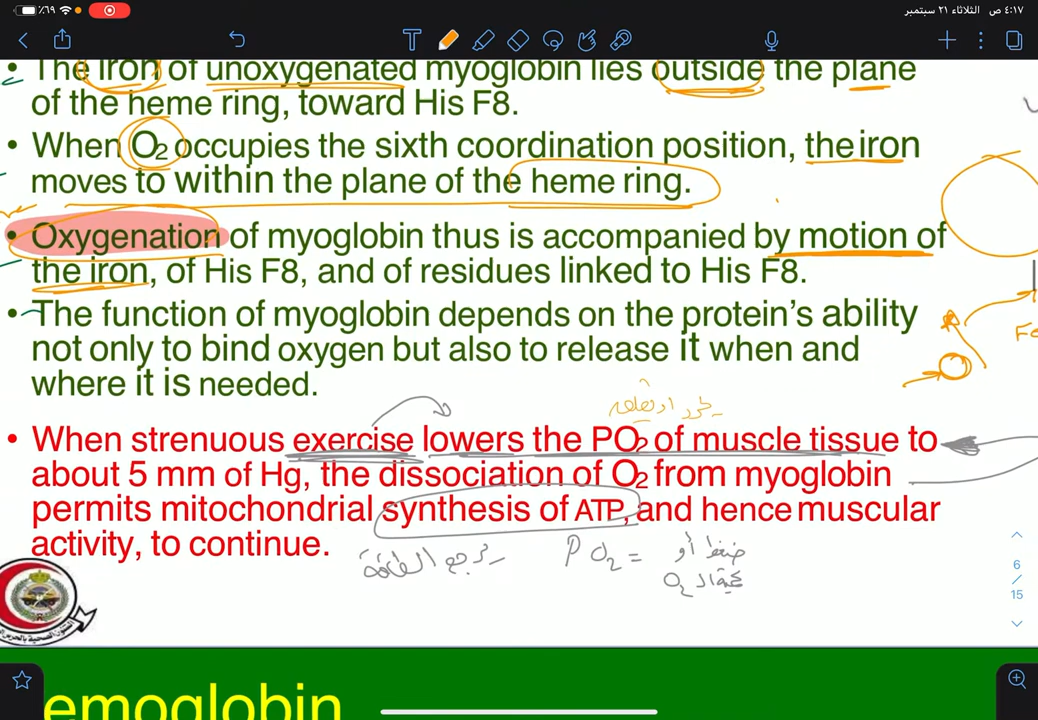 ٤:١٧ ص الثلاثاء ٢١ سبتمبر
٪٦٩
T
• The iron of unoxygenated myoglobin lies outside the plane
of the heme ring, toward His F8.
• When O2 occupies the sixth coordination position, the iron
moves to within the plane of the heme ring.
• Oxygenation of myoglobin thus is accompanied by motion of
the iron, of His F8, and of residues linked to His F8.
• The function of myoglobin depends on the protein's ability
not only to bind oxygen but also to release it when and
where it is needed.
Fe
• When strenuous exercise lowers the PO2 of muscle tissue to
about 5 mm of Hg, the dissociation of O2 from myoglobin
permits mitochondrial synthesis of ATP, and hence muscular
activity, to continue.
PO2 = ضغط أو
O2
6
/
15
emoglobin